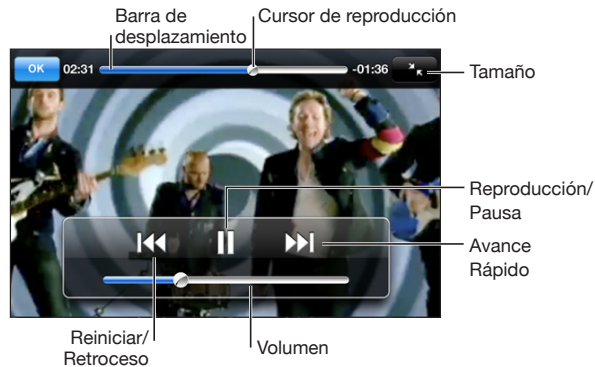 Barra de
desplazamiento
Cursor de reproducción
OK
02:31
-01:36
Tamaño
Reproducción/
Pausa
Avance
Rápido
Reiniciar/
Retroceso
Volumen